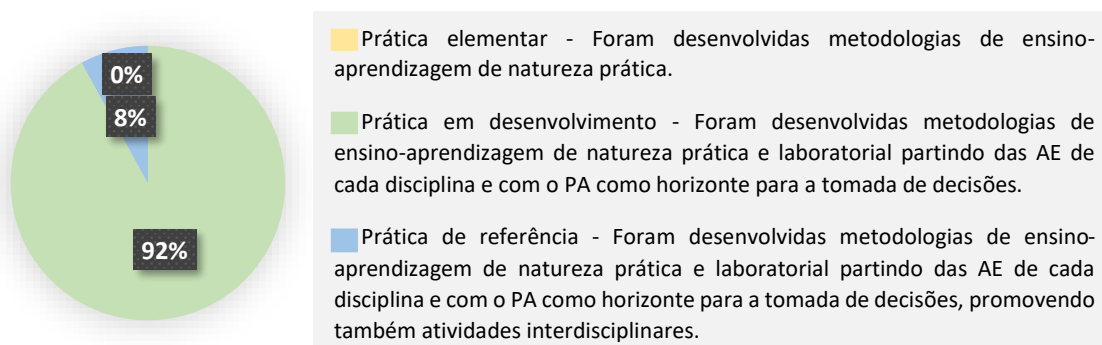 0%
8%
92%
Prática elementar - Foram desenvolvidas metodologias de ensino-
aprendizagem de natureza prática.
Prática em desenvolvimento - Foram desenvolvidas metodologias de
ensino-aprendizagem de natureza prática e laboratorial partindo das AE de
cada disciplina e com o PA como horizonte para a tomada de decisões.
Prática de referência - Foram desenvolvidas metodologias de ensino-
aprendizagem de natureza prática e laboratorial partindo das AE de cada
disciplina e com o PA como horizonte para a tomada de decisões, promovendo
também atividades interdisciplinares.